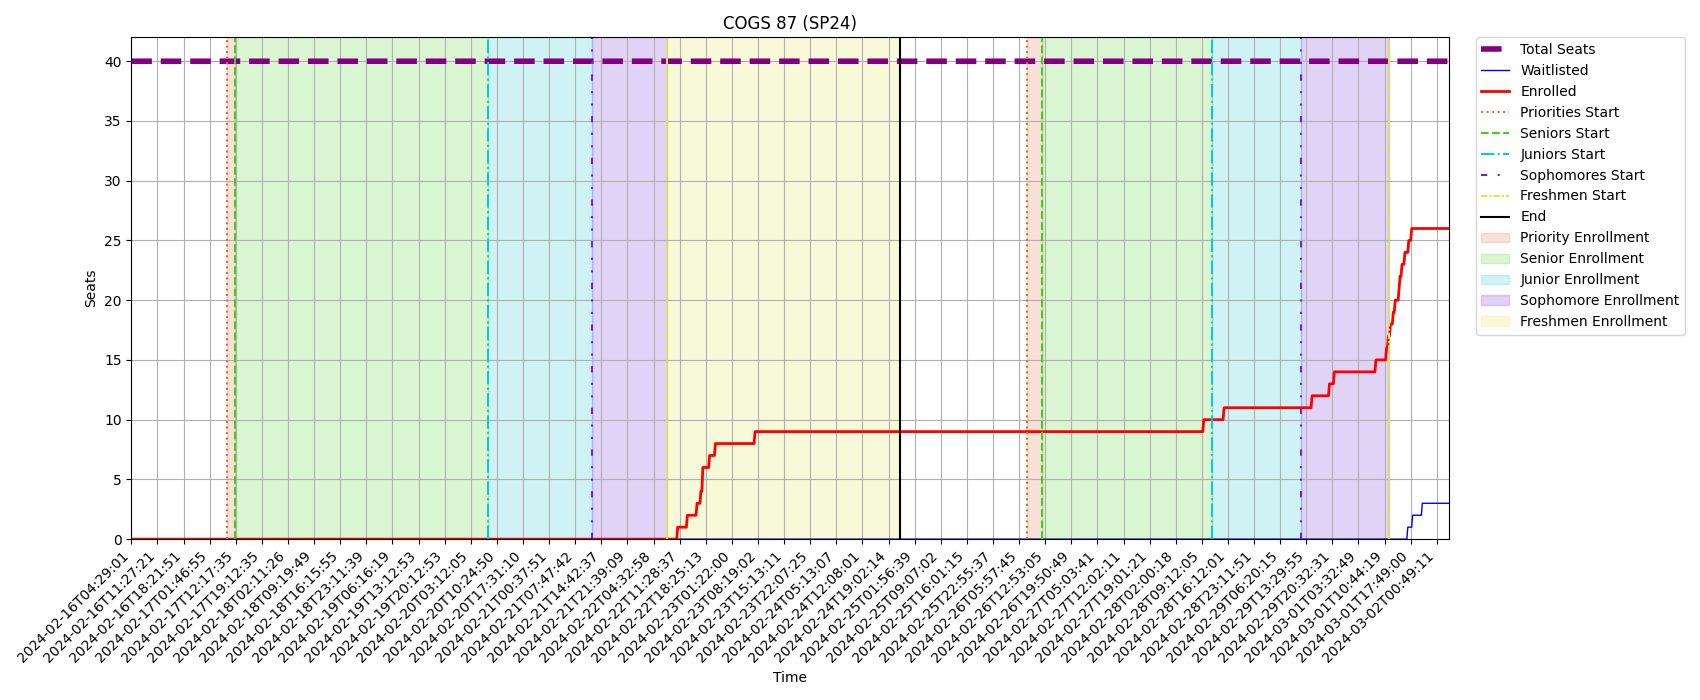 COGS 87 (SP24)
Seats
40
35
30
25
20
15
10
5
0
2024-02-16T04:29:01
2024-02-16T11:27:21
2024-02-16T18:21:51
2024-02-17T01:46:55
2024-02-17T12:17:35
2024-02-17T19:12:35
2024-02-18T02:11:26
2024-02-18T09:19:49
2024-02-18T16:15:55
2024-02-18T23:11:39
2024-02-19T06:16:19
2024-02-19T13:12:53
2024-02-19T20:12:53
2024-02-20T03:12:05
2024-02-20T10:24:50
2024-02-20T17:31:10
2024-02-21T00:37:51
2024-02-21T07:47:42
2024-02-21T14:42:37
2024-02-21T21:39:09
2024-02-22T04:32:58
2024-02-22T11:28:37
2024-02-22T18:25:13
2024-02-23T01:22:00
2024-02-23T08:19:02
2024-02-23T15:13:11
2024-02-23T22:07:25
2024-02-24T05:13:07
2024-02-24T12:08:01
2024-02-24T19:02:14
2024-02-25T01:56:39
2024-02-25T09:07:02
2024-02-25T16:01:15
2024-02-25T22:55:37
2024-02-26T05:57:45
2024-02-26T12:53:05
2024-02-26T19:50:49
2024-02-27T05:03:41
2024-02-27T12:02:11
2024-02-27T19:01:21
2024-02-28T02:00:18
2024-02-28T09:12:05
2024-02-28T16:12:01
2024-02-28T23:11:51
2024-02-29T06:20:15
2024-02-29T13:29:55
2024-02-29T20:32:31
2024-03-01T03:32:49
2024-03-01T10:44:19
2024-03-01T17:49:00
2024-03-02T00:49:11
Time
Total Seats
Waitlisted
Enrolled
Priorities Start
Seniors Start
Juniors Start
Sophomores Start
Freshmen Start
End
Priority Enrollment
Senior Enrollment
Junior Enrollment
Sophomore Enrollment
Freshmen Enrollment